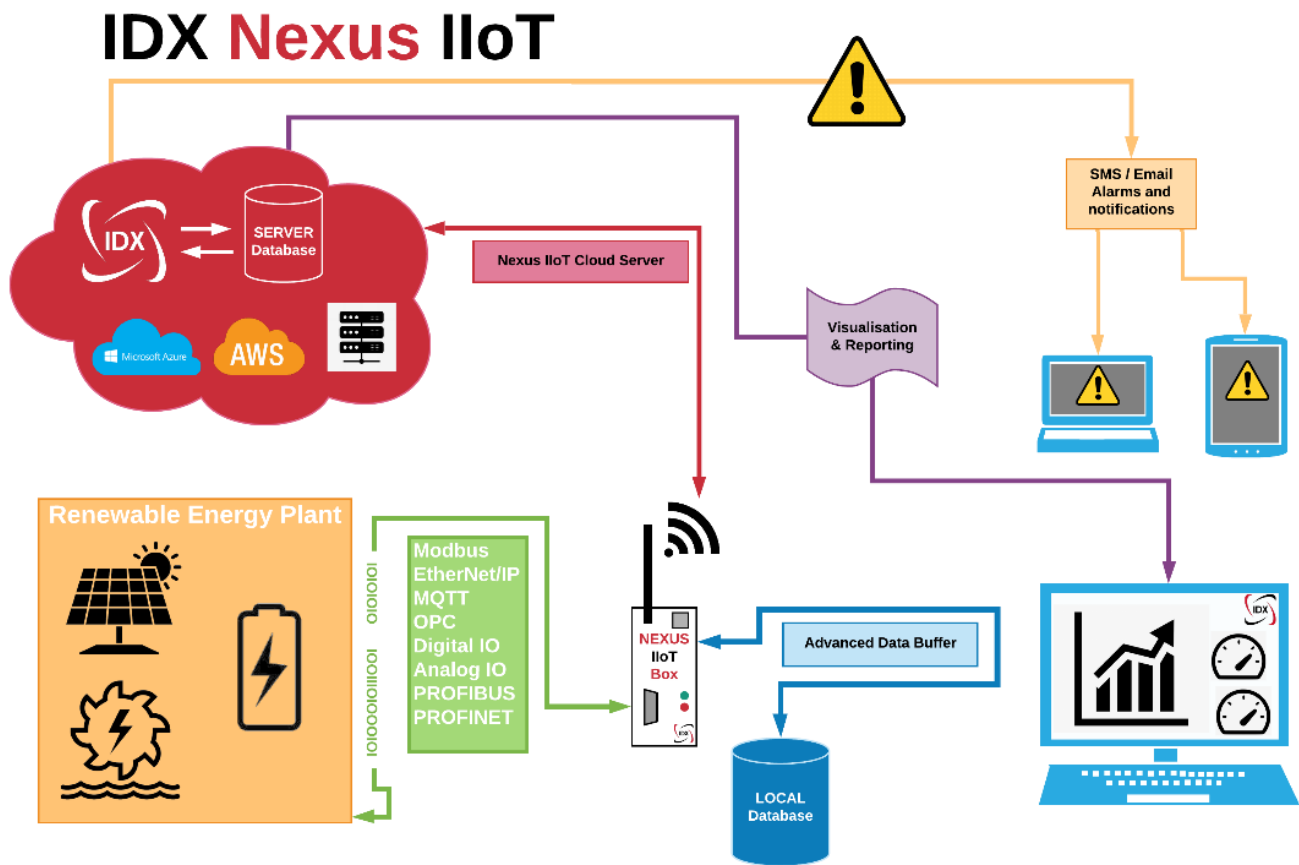 IDX Nexus IIoT
SMS / Email
Alarms and
notifications
IDX
SERVER
Database
Nexus IIoT Cloud Server
Microsoft Azure
AWS
Visualisation
& Reporting
Renewable Energy Plant
IOIOIOIO
IOIOOOOIOIIIOIOI
Modbus
EtherNet/IP
MQTT
OPC
Digital IO
Analog IO
PROFIBUS
PROFINET
NEXUS
IIoT
Box
IDX
Advanced Data Buffer
LOCAL
Database
IDX